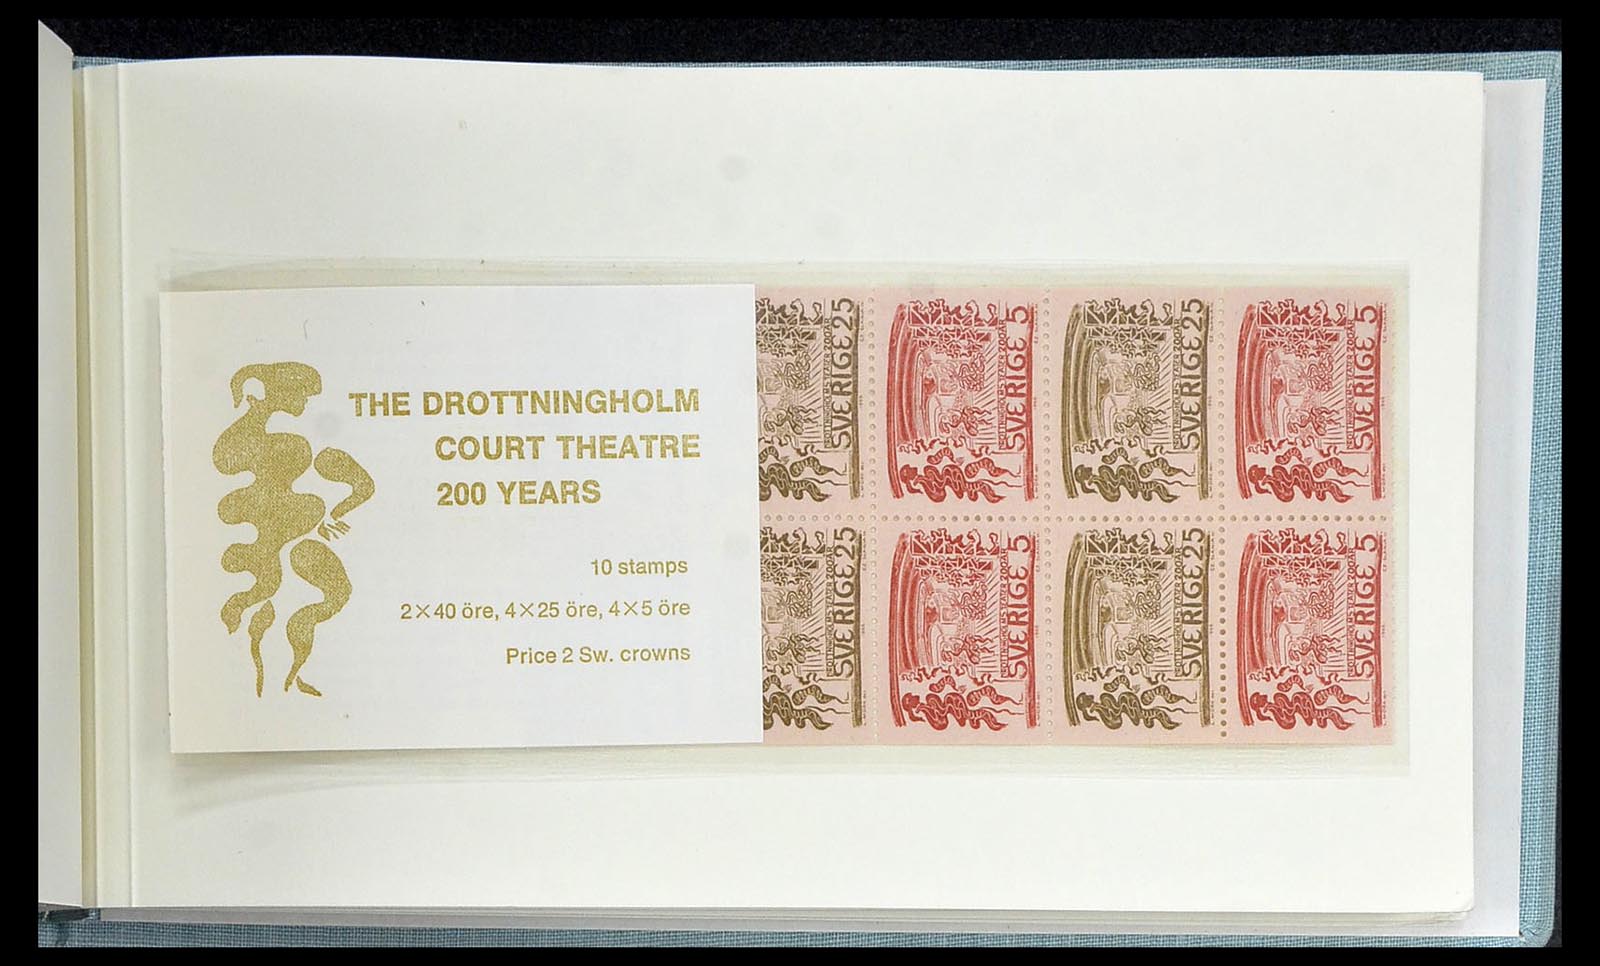 THE DROTTNINGHOLM
COURT THEATRE
200 YEARS
10 stamps
2×40 öre, 4×25 öre, 4×5 öre
Price 2 Sw. crowns
SVERIGE 25
SVERIGE 5
SVERIGE 25
SVERIGE 5
SVERIGE 25
SVERIGE 5
SVERIGE 25
SVERIGE 5